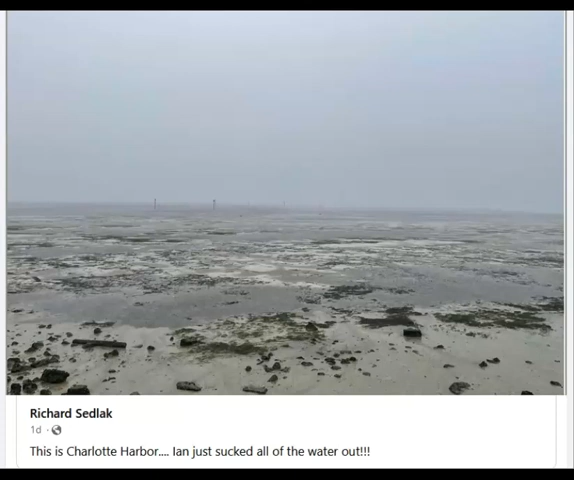 Richard Sedlak
1d ·
This is Charlotte Harbor.... Ian just sucked all of the water out!!!